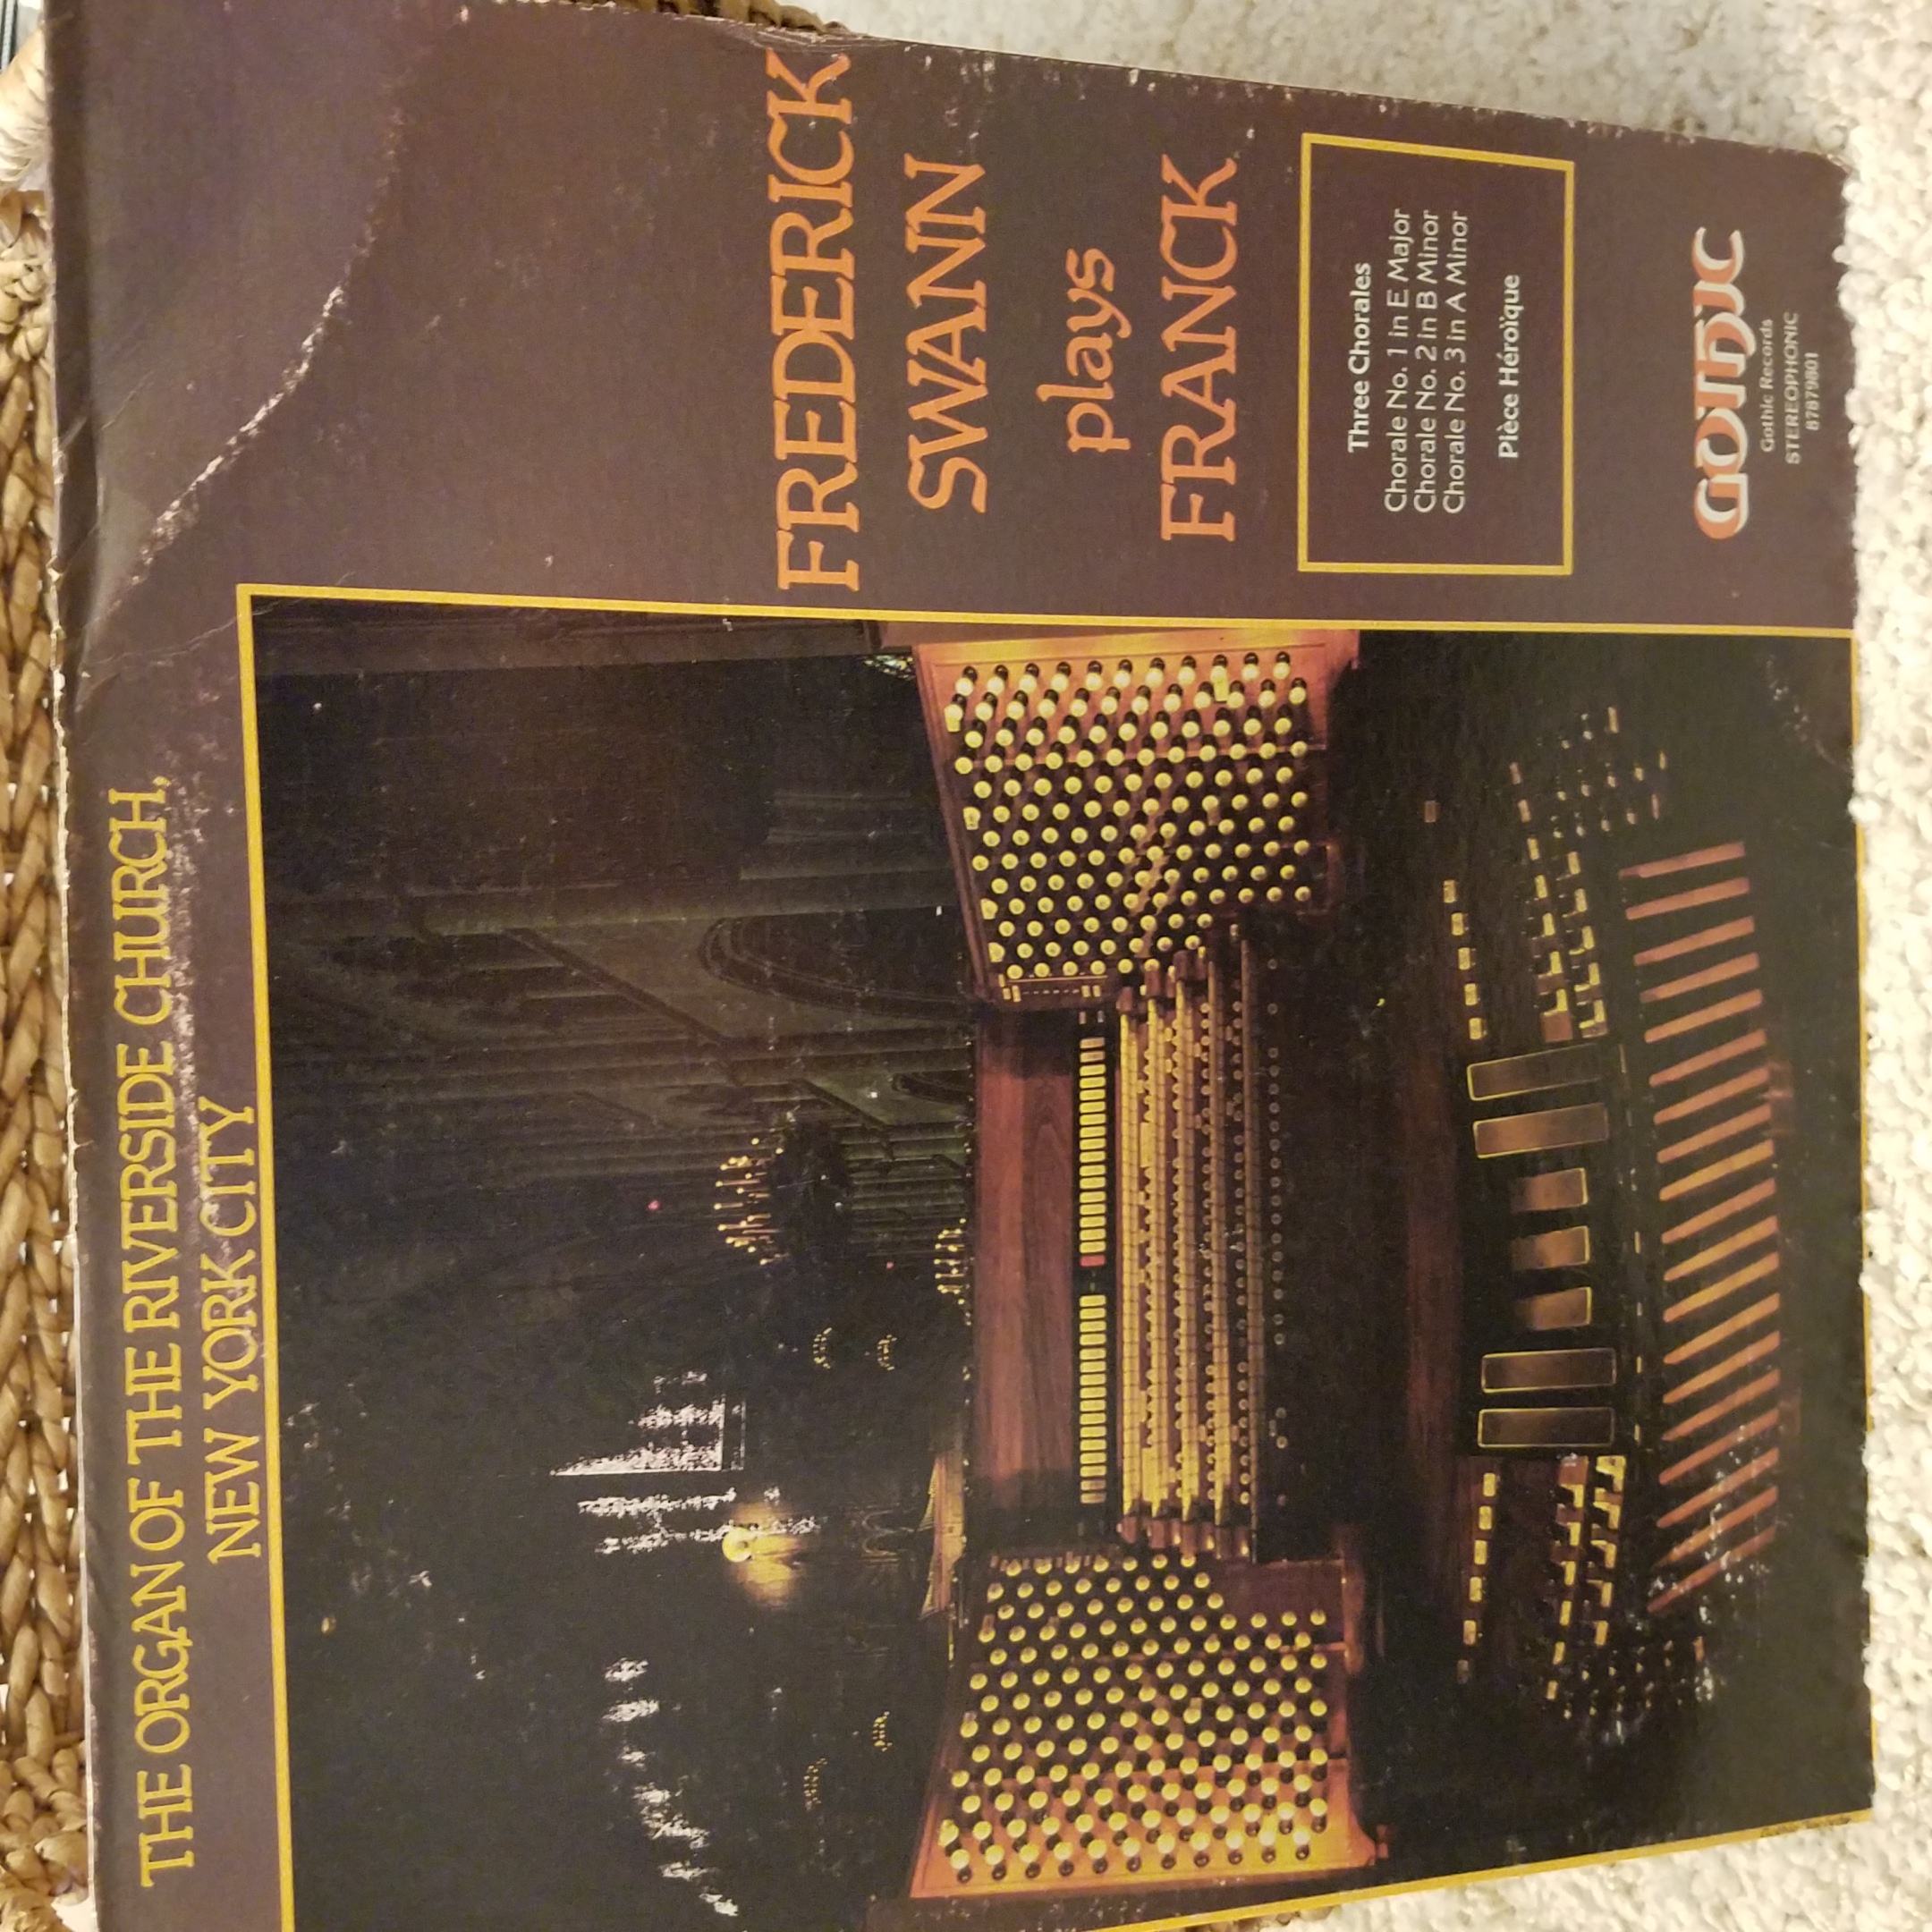 THE ORGAN OF THE RIVERSIDE CHURCH,
NEW YORK CITY
FREDERICK
SWANN
plays
FRANCK
Three Chorales
Chorale No. 1 in E Major
Chorale No. 2 in B Minor
Chorale No. 3 in A Minor
Pièce Héroïque
GOTHIC
Gothic Records
STEREOPHONIC
87879801